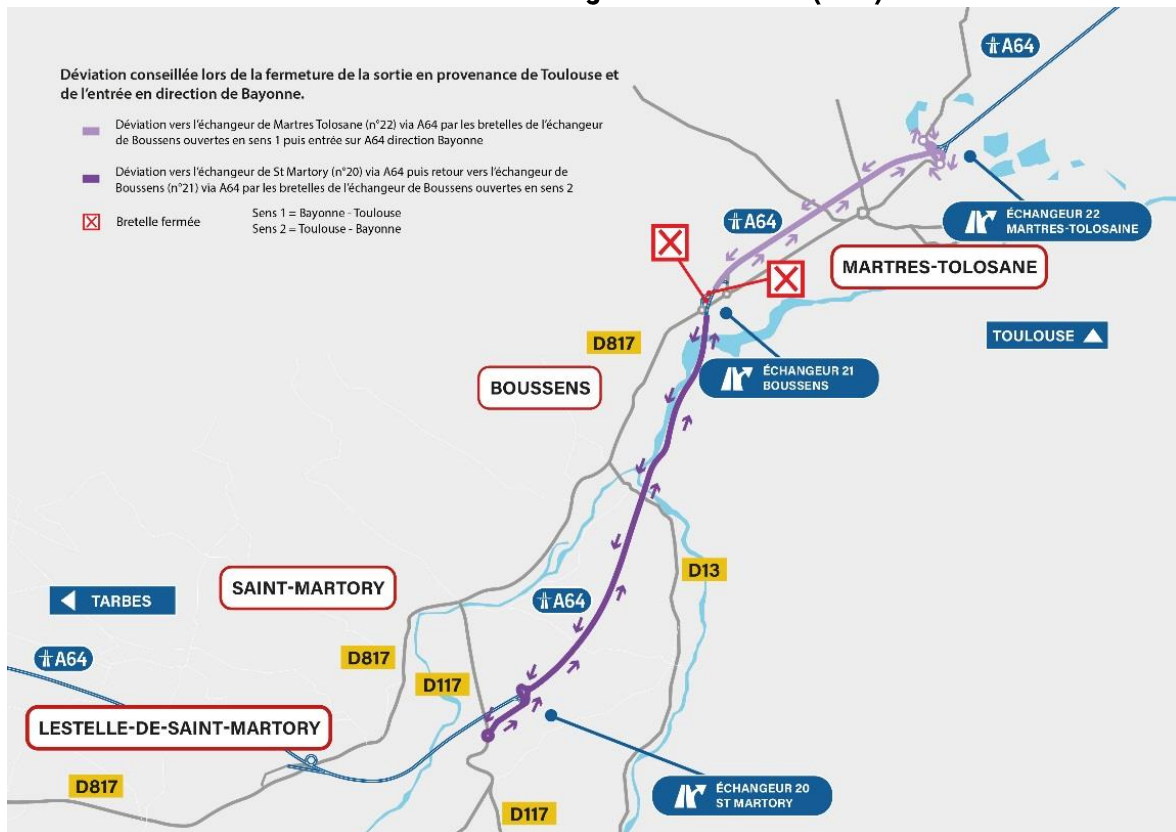 A64
Déviation conseillée lors de la fermeture de la sortie en provenance de Toulouse et
de l'entrée en direction de Bayonne.
Déviation vers l'échangeur de Martres Tolosane (n°22) via A64 par les bretelles de l'échangeur
de Boussens ouvertes en sens 1 puis entrée sur A64 direction Bayonne
Déviation vers l'échangeur de St Martory (n°20) via A64 puis retour vers l'échangeur de
Boussens (n°21) via A64 par les bretelles de l'échangeur de Boussens ouvertes en sens 2
Bretelle fermée
Sens 1 = Bayonne - Toulouse
Sens 2 = Toulouse - Bayonne
A64
ÉCHANGEUR 22
MARTRES-TOLOSAINE
MARTRES-TOLOSANE
TOULOUSE
D817
ÉCHANGEUR 21
BOUSSENS
BOUSSENS
D13
SAINT-MARTORY
TARBES
A64
A64
D817
D117
LESTELLE-DE-SAINT-MARTORY
D817
D117
ÉCHANGEUR 20
ST MARTORY